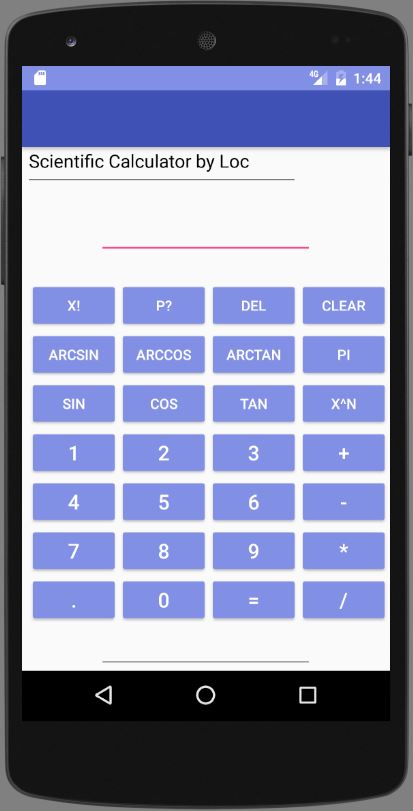 4G 1:44
Scientific Calculator by Loc
X! P? DEL CLEAR
ARCSIN ARCCOS ARCTAN PI
SIN COS TAN X^N
1 2 3 +
4 5 6 -
7 8 9 *
. 0 = /